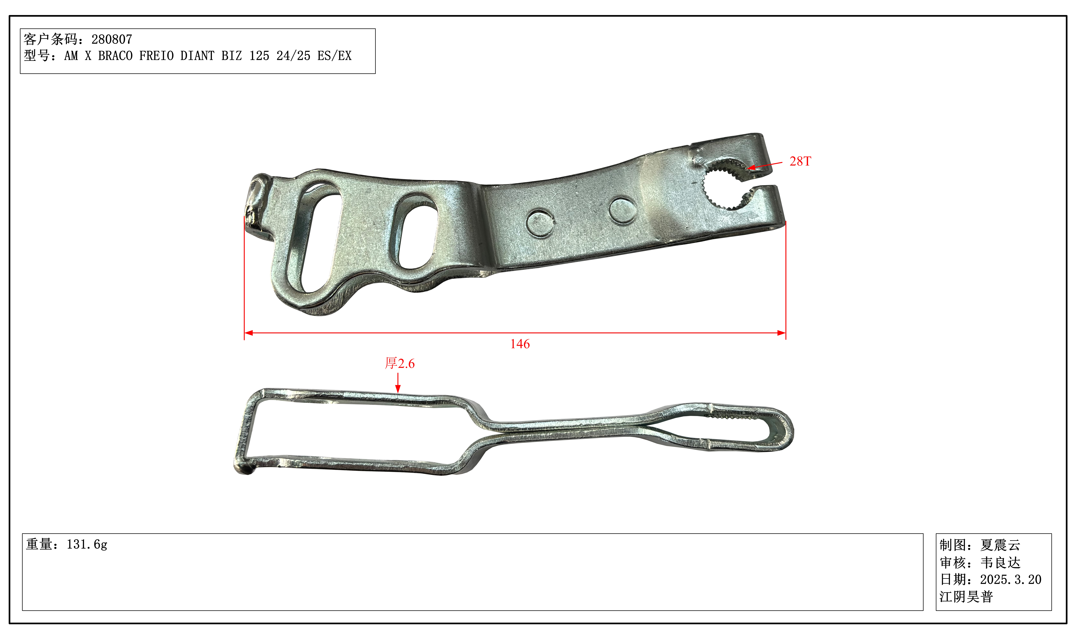 客户条码：280807
型号：AM X BRACO FREIO DIANT BIZ 125 24/25 ES/EX
28T
146
厚2.6
重量：131.6g
制图：夏震云
审核：韦良达
日期：2025.3.20
江阴昊普